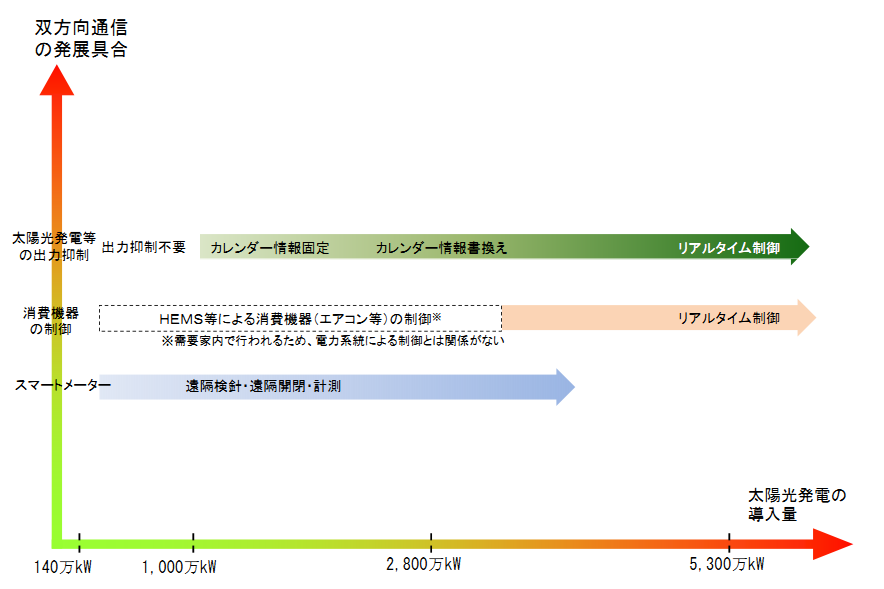 双方向通信
の発展具合
太陽光発電等
の出力抑制
出力抑制不要
カレンダー情報固定
カレンダー情報書換え
リアルタイム制御
消費機器
の制御
HEMS等による消費機器(エアコン等)の制御※
リアルタイム制御
※需要家内で行われるため、電力系統による制御とは関係がない
スマートメーター
遠隔検針・遠隔開閉・計測
太陽光発電の
導入量
140万kW
1,000万kW
2,800万kW
5,300万kW